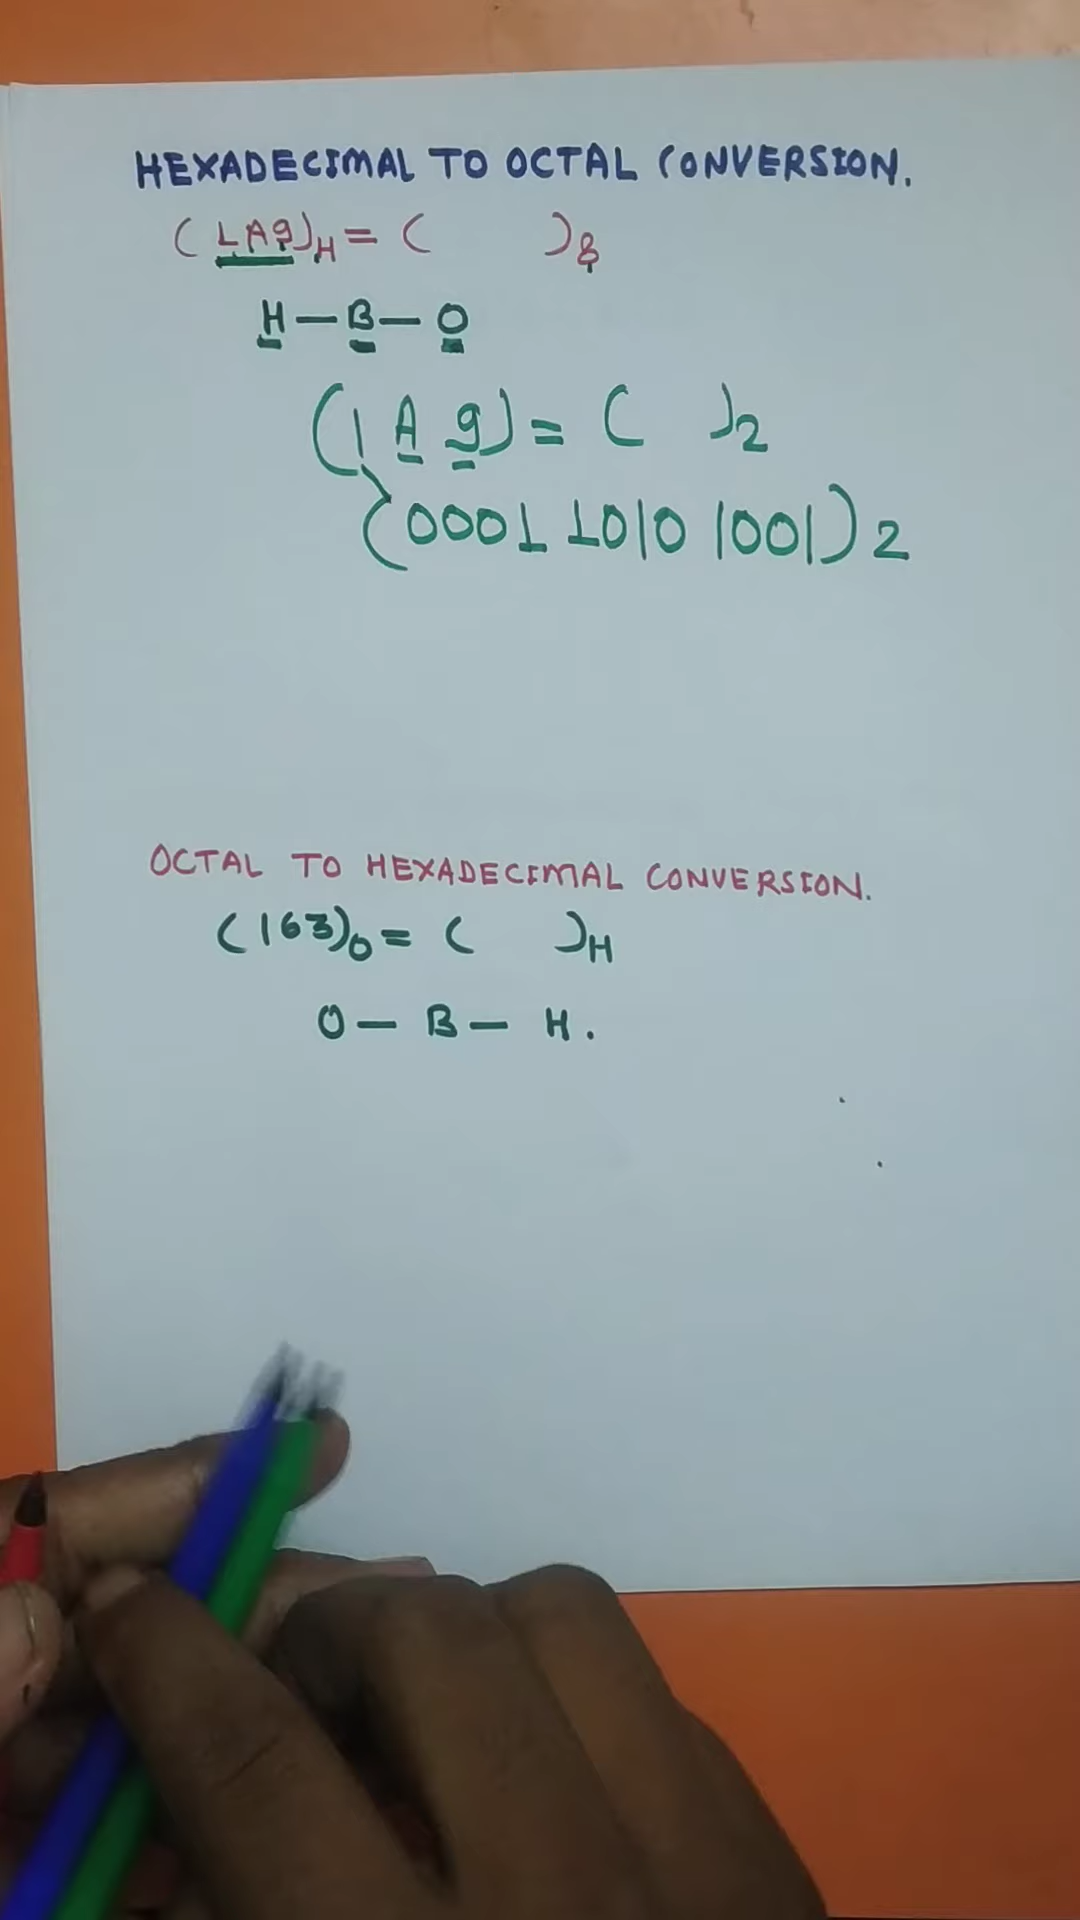 HEXADECIMAL TO OCTAL CONVERSION.
(1A9)H = ( )8
H — B — O
(1 A 9) = ( )2
(0001 1010 1001)2
OCTAL TO HEXADECIMAL CONVERSION.
(163)O = ( )H
O — B — H.